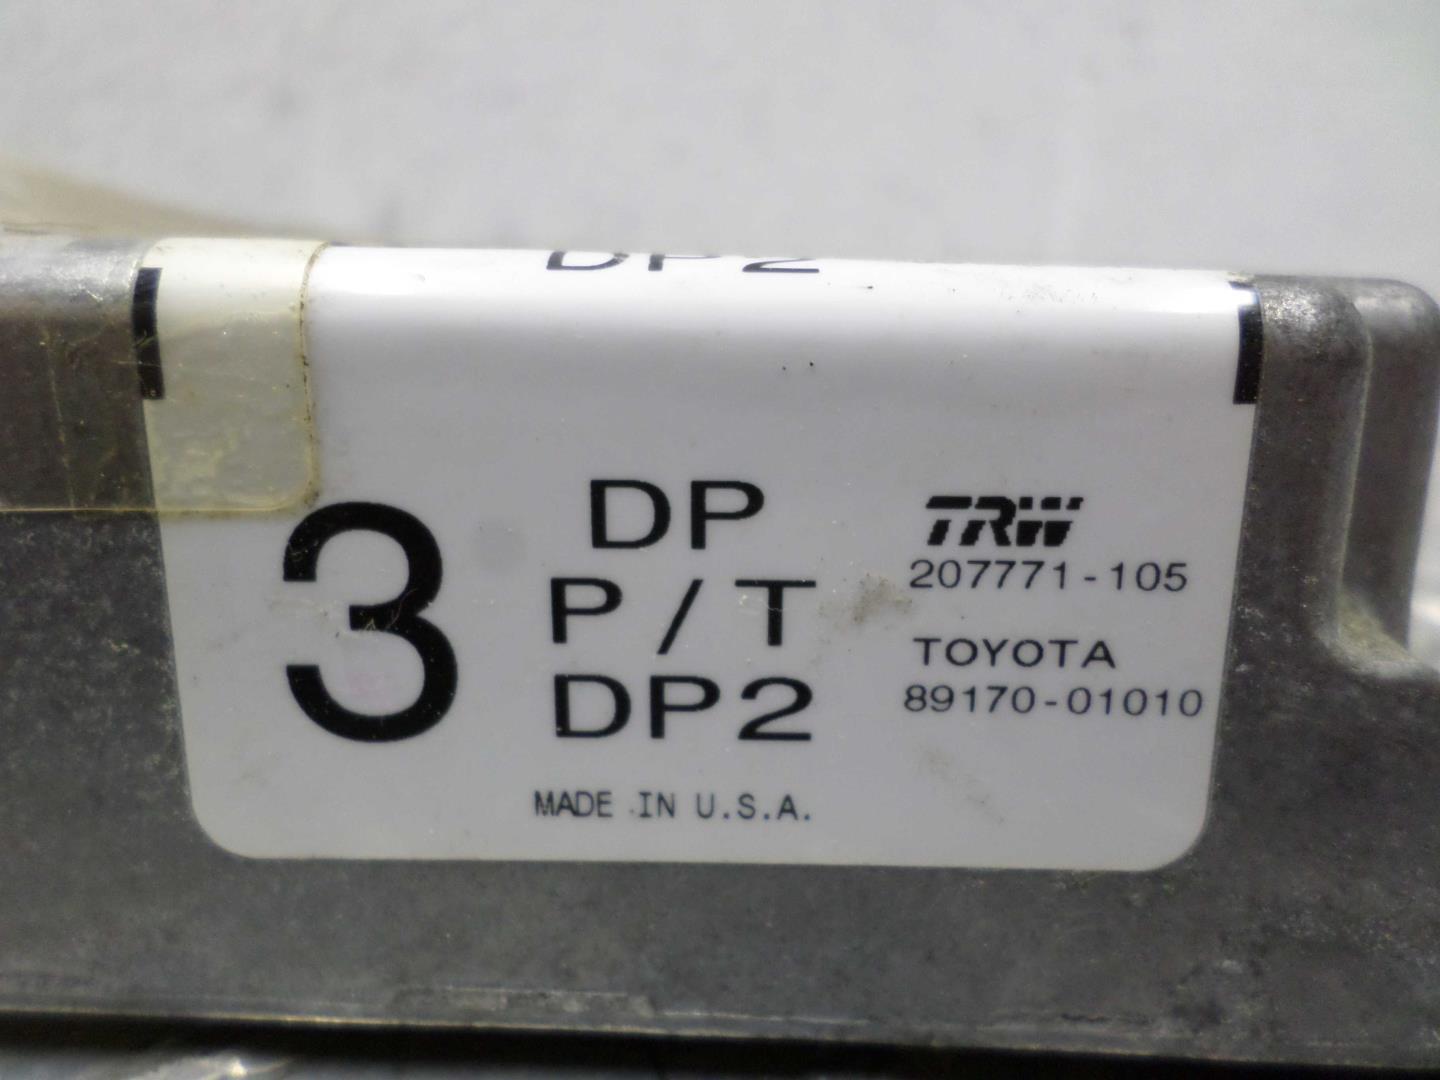 DP2
3
DP
P/T
DP2
MADE IN U.S.A.
TRW
207771-105
TOYOTA
89170-01010